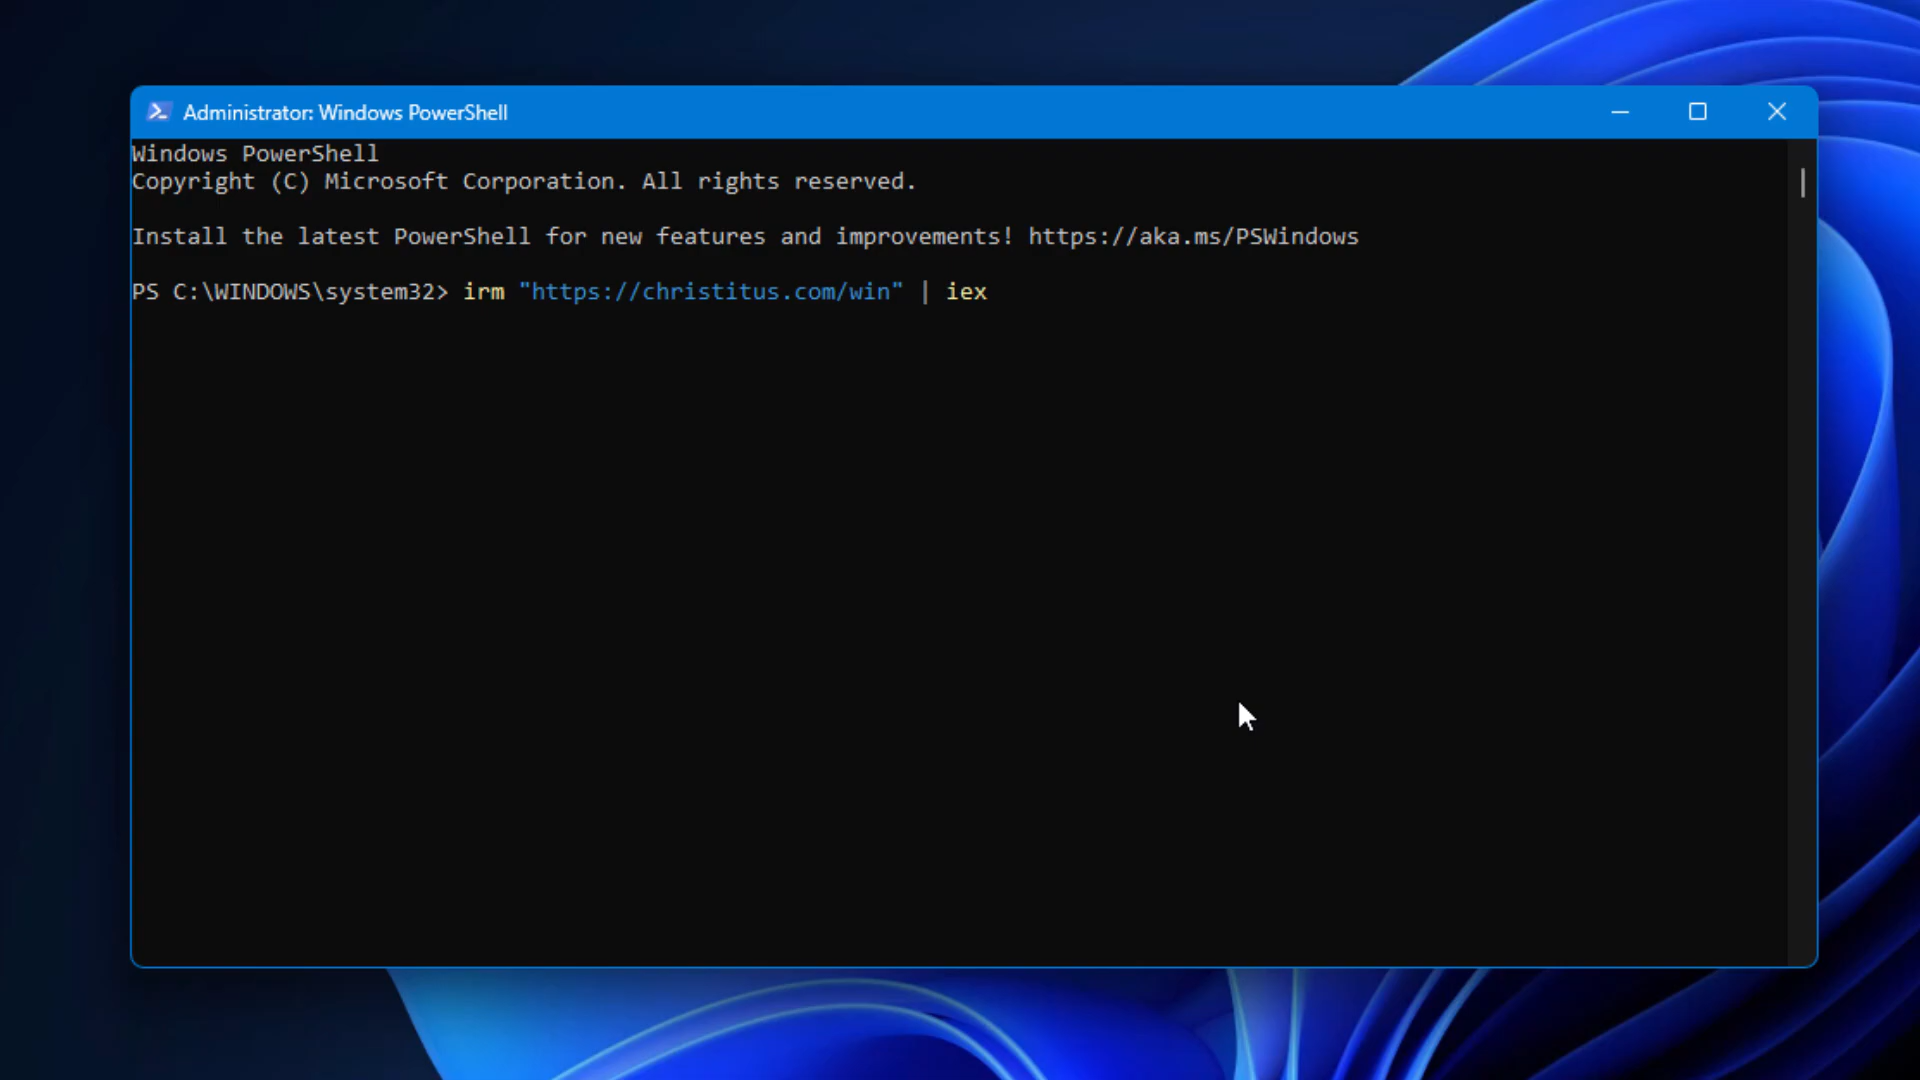 Administrator: Windows PowerShell
Windows PowerShell
Copyright (C) Microsoft Corporation. All rights reserved.
Install the latest PowerShell for new features and improvements! https://aka.ms/PSWindows
PS C:\WINDOWS\system32> irm "https://christitus.com/win" | iex